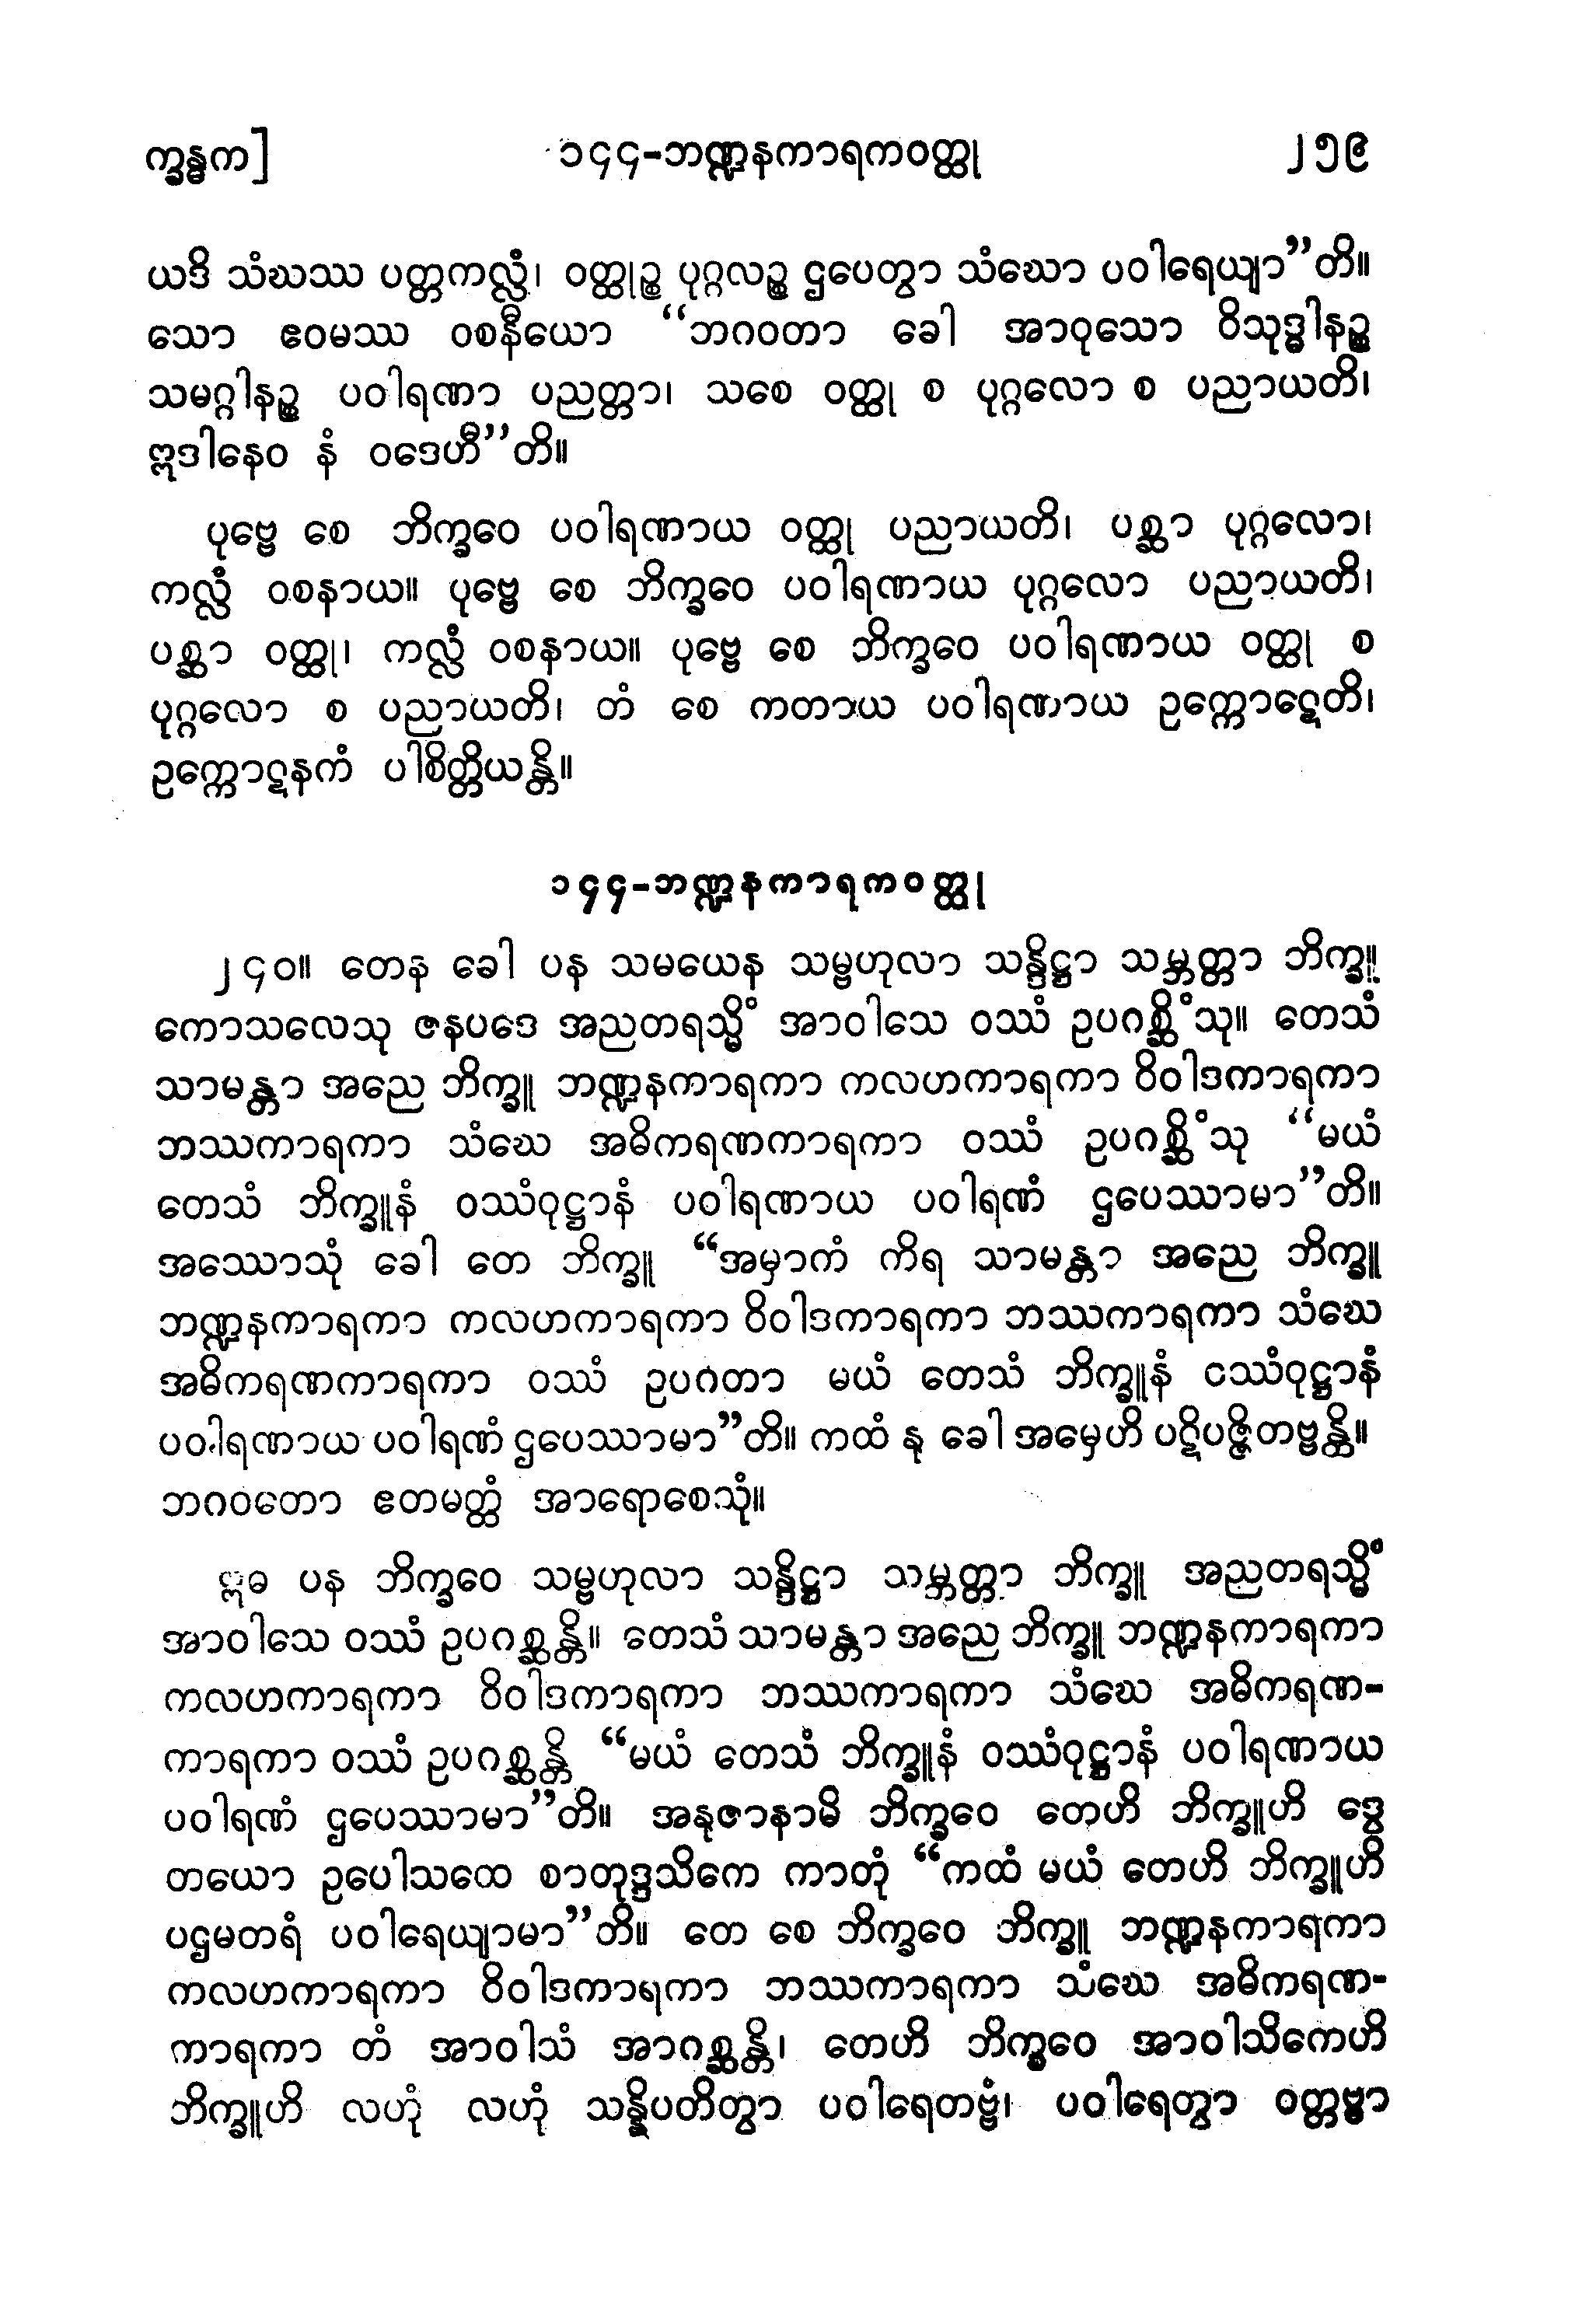 က္ခန္ဓက] ၁၄၄-ဘဏ္ဍနကာရကဝတ္ထု ၂၅၉
ယဒိ သံဃဿ ပတ္တကလ္လံ၊ ဝတ္ထုဉ္စ ပုဂ္ဂလဉ္စ ဌပေတွာ သံဃော ပဝါရေယျာ”တိ။
သော ဧဝမဿ ဝစနီယော “ဘဂဝတာ ခေါ အာဝုသော ဝိသုဒ္ဓါနဉ္စ
သမဂ္ဂါနဉ္စ ပဝါရဏာ ပညတ္တာ၊ သစေ ဝတ္ထု စ ပုဂ္ဂလော စ ပညာယတိ၊
ဣဒါနေဝ နံ ဝဒေဟီ”တိ။
ပုဗ္ဗေ စေ ဘိက္ခဝေ ပဝါရဏာယ ဝတ္ထု ပညာယတိ၊ ပစ္ဆာ ပုဂ္ဂလော၊
ကလ္လံ ဝစနာယ။ ပုဗ္ဗေ စေ ဘိက္ခဝေ ပဝါရဏာယ ပုဂ္ဂလော ပညာယတိ၊
ပစ္ဆာ ဝတ္ထု၊ ကလ္လံ ဝစနာယ။ ပုဗ္ဗေ စေ ဘိက္ခဝေ ပဝါရဏာယ ဝတ္ထု စ
ပုဂ္ဂလော စ ပညာယတိ၊ တံ စေ ကတာယ ပဝါရဏာယ ဥက္ကောဋေတိ၊
ဥက္ကောဋနကံ ပါစိတ္တိယန္တိ။
၁၄၄-ဘဏ္ဍနကာရကဝတ္ထု
၂၄၀။ တေန ခေါ ပန သမယေန သမ္ဗဟုလာ သန္ဒိဋ္ဌာ သမ္ဘတ္တာ ဘိက္ခူ
ကောသလေသု ဇနပဒေ အညတရသ္မိံ အာဝါသေ ဝဿံ ဥပဂစ္ဆိံသု။ တေသံ
သာမန္တာ အညေ ဘိက္ခူ ဘဏ္ဍနကာရကာ ကလဟကာရကာ ဝိဝါဒကာရကာ
ဘဿကာရကာ သံဃေ အဓိကရဏကာရကာ ဝဿံ ဥပဂစ္ဆိံသု “မယံ
တေသံ ဘိက္ခူနံ ဝဿံဝုဋ္ဌာနံ ပဝါရဏာယ ပဝါရဏံ ဌပေဿာမာ”တိ။
အဿောသုံ ခေါ တေ ဘိက္ခူ “အမှာကံ ကိရ သာမန္တာ အညေ ဘိက္ခူ
ဘဏ္ဍနကာရကာ ကလဟကာရကာ ဝိဝါဒကာရကာ ဘဿကာရကာ သံဃေ
အဓိကရဏကာရကာ ဝဿံ ဥပဂတာ မယံ တေသံ ဘိက္ခူနံ ဝဿံဝုဋ္ဌာနံ
ပဝါရဏာယ ပဝါရဏံ ဌပေဿာမာ”တိ။ ကထံ နု ခေါ အမှေဟိ ပဋိပဇ္ဇိတဗ္ဗန္တိ။
ဘဂဝတော ဧတမတ္ထံ အာရောစေသုံ။
ဣဓ ပန ဘိက္ခဝေ သမ္ဗဟုလာ သန္ဒိဋ္ဌာ သမ္ဘတ္တာ ဘိက္ခူ အညတရသ္မိံ
အာဝါသေ ဝဿံ ဥပဂစ္ဆန္တိ။ တေသံ သာမန္တာ အညေ ဘိက္ခူ ဘဏ္ဍနကာရကာ
ကလဟကာရကာ ဝိဝါဒကာရကာ ဘဿကာရကာ သံဃေ အဓိကရဏ-
ကာရကာ ဝဿံ ဥပဂစ္ဆန္တိ “မယံ တေသံ ဘိက္ခူနံ ဝဿံဝုဋ္ဌာနံ ပဝါရဏာယ
ပဝါရဏံ ဌပေဿာမာ”တိ။ အနုဇာနာမိ ဘိက္ခဝေ တေဟိ ဘိက္ခူဟိ ဒွေ
တယော ဥပေါသထေ စာတုဒ္ဒသိကေ ကာတုံ “ကထံ မယံ တေဟိ ဘိက္ခူဟိ
ပဌမတရံ ပဝါရေယျာမာ”တိ။ တေ စေ ဘိက္ခဝေ ဘိက္ခူ ဘဏ္ဍနကာရကာ
ကလဟကာရကာ ဝိဝါဒကာရကာ ဘဿကာရကာ သံဃေ အဓိကရဏ-
ကာရကာ တံ အာဝါသံ အာဂစ္ဆန္တိ၊ တေဟိ ဘိက္ခဝေ အာဝါသိကေဟိ
ဘိက္ခူဟိ လဟုံ လဟုံ သန္နိပတိတွာ ပဝါရေတဗ္ဗံ၊ ပဝါရေတွာ ဝတ္တဗ္ဗာ